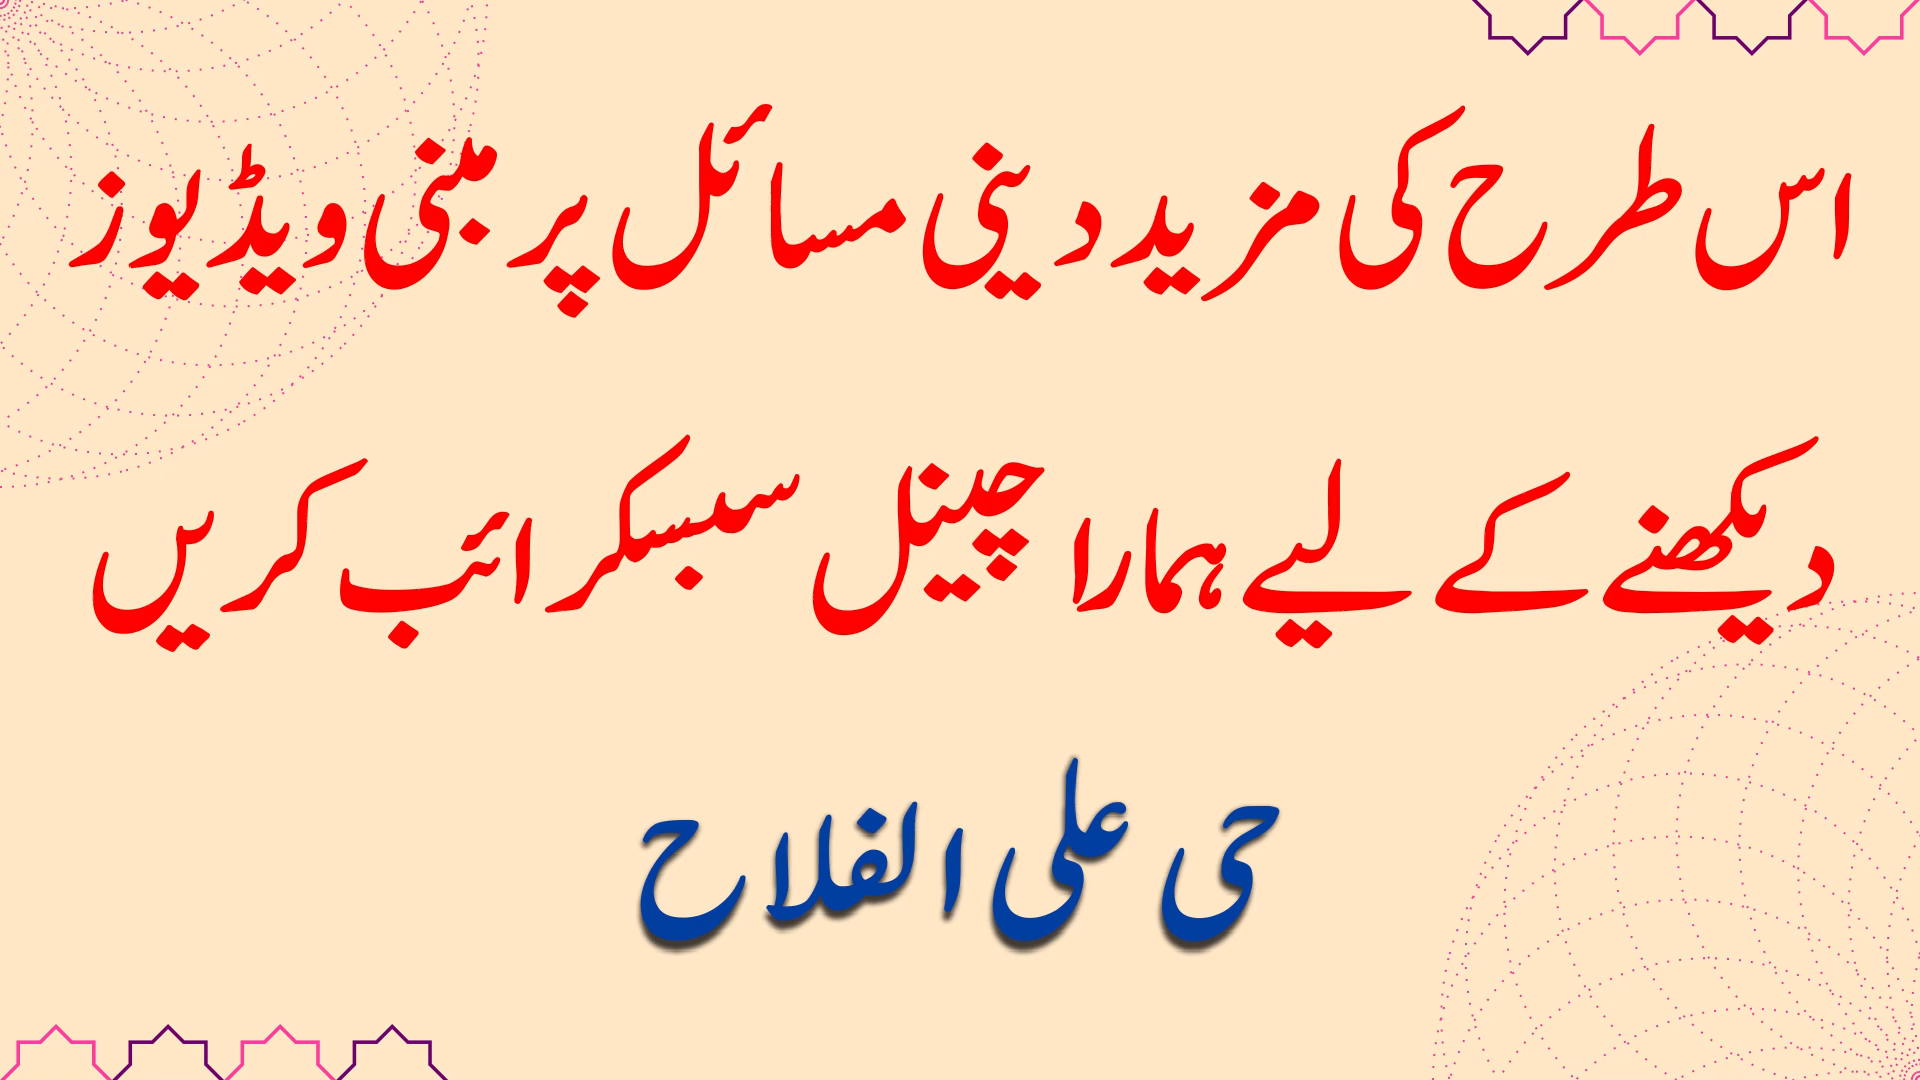 اس طرح کی مزید دینی مسائل پر مبنی ویڈیوز
دیکھنے کے لیے ہمارا چینل سبسکرائب کریں
حی علی الفلاح